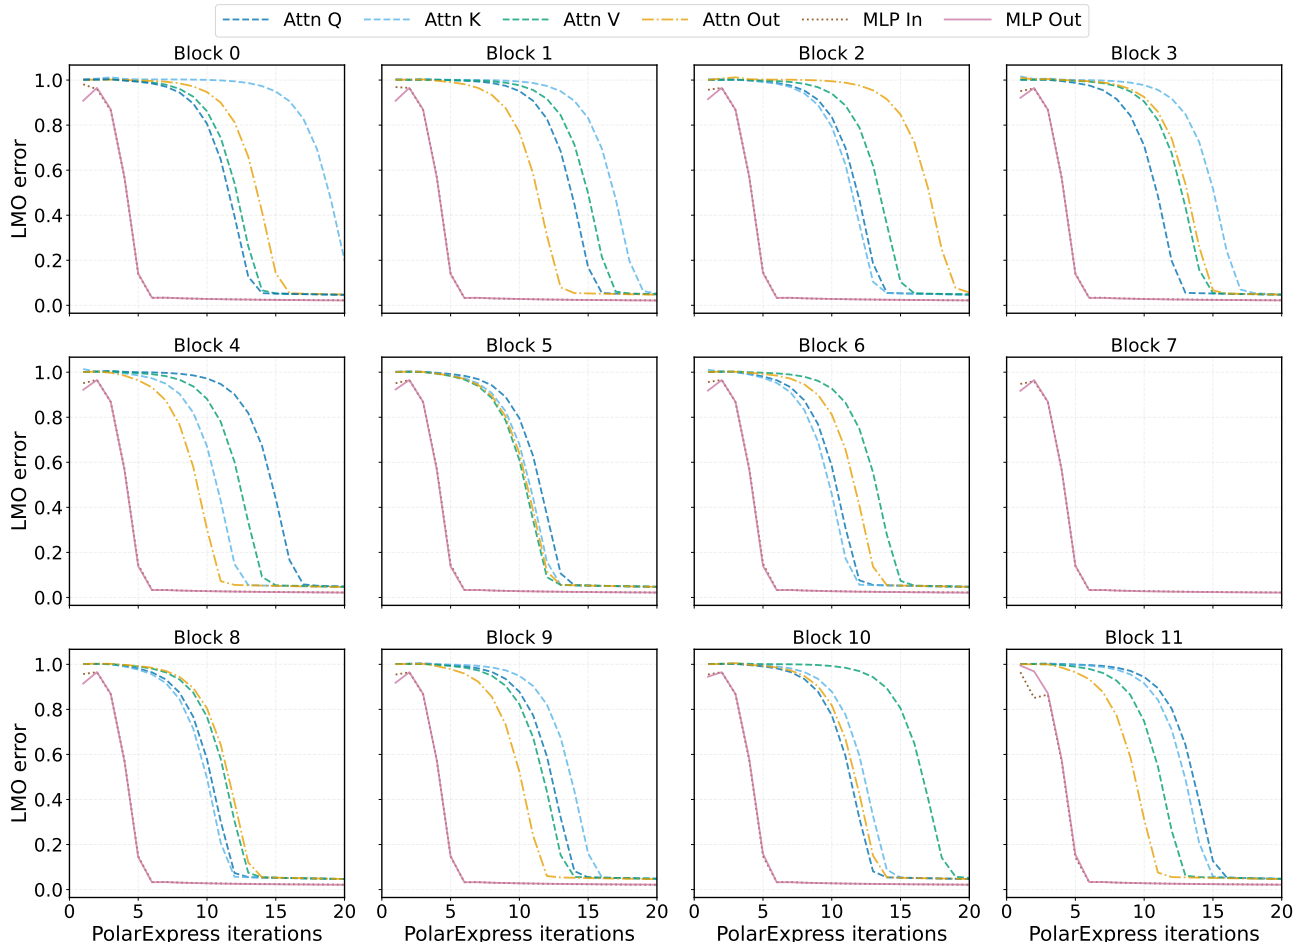 Attn Q Attn K Attn V Attn Out MLP In MLP Out
Block 0 Block 1 Block 2 Block 3
LMO error
1.0
0.8
0.6
0.4
0.2
0.0
Block 4 Block 5 Block 6 Block 7
LMO error
1.0
0.8
0.6
0.4
0.2
0.0
Block 8 Block 9 Block 10 Block 11
LMO error
1.0
0.8
0.6
0.4
0.2
0.0
0 5 10 15 20 0 5 10 15 20 0 5 10 15 20 0 5 10 15 20
PolarExpress iterations PolarExpress iterations PolarExpress iterations PolarExpress iterations